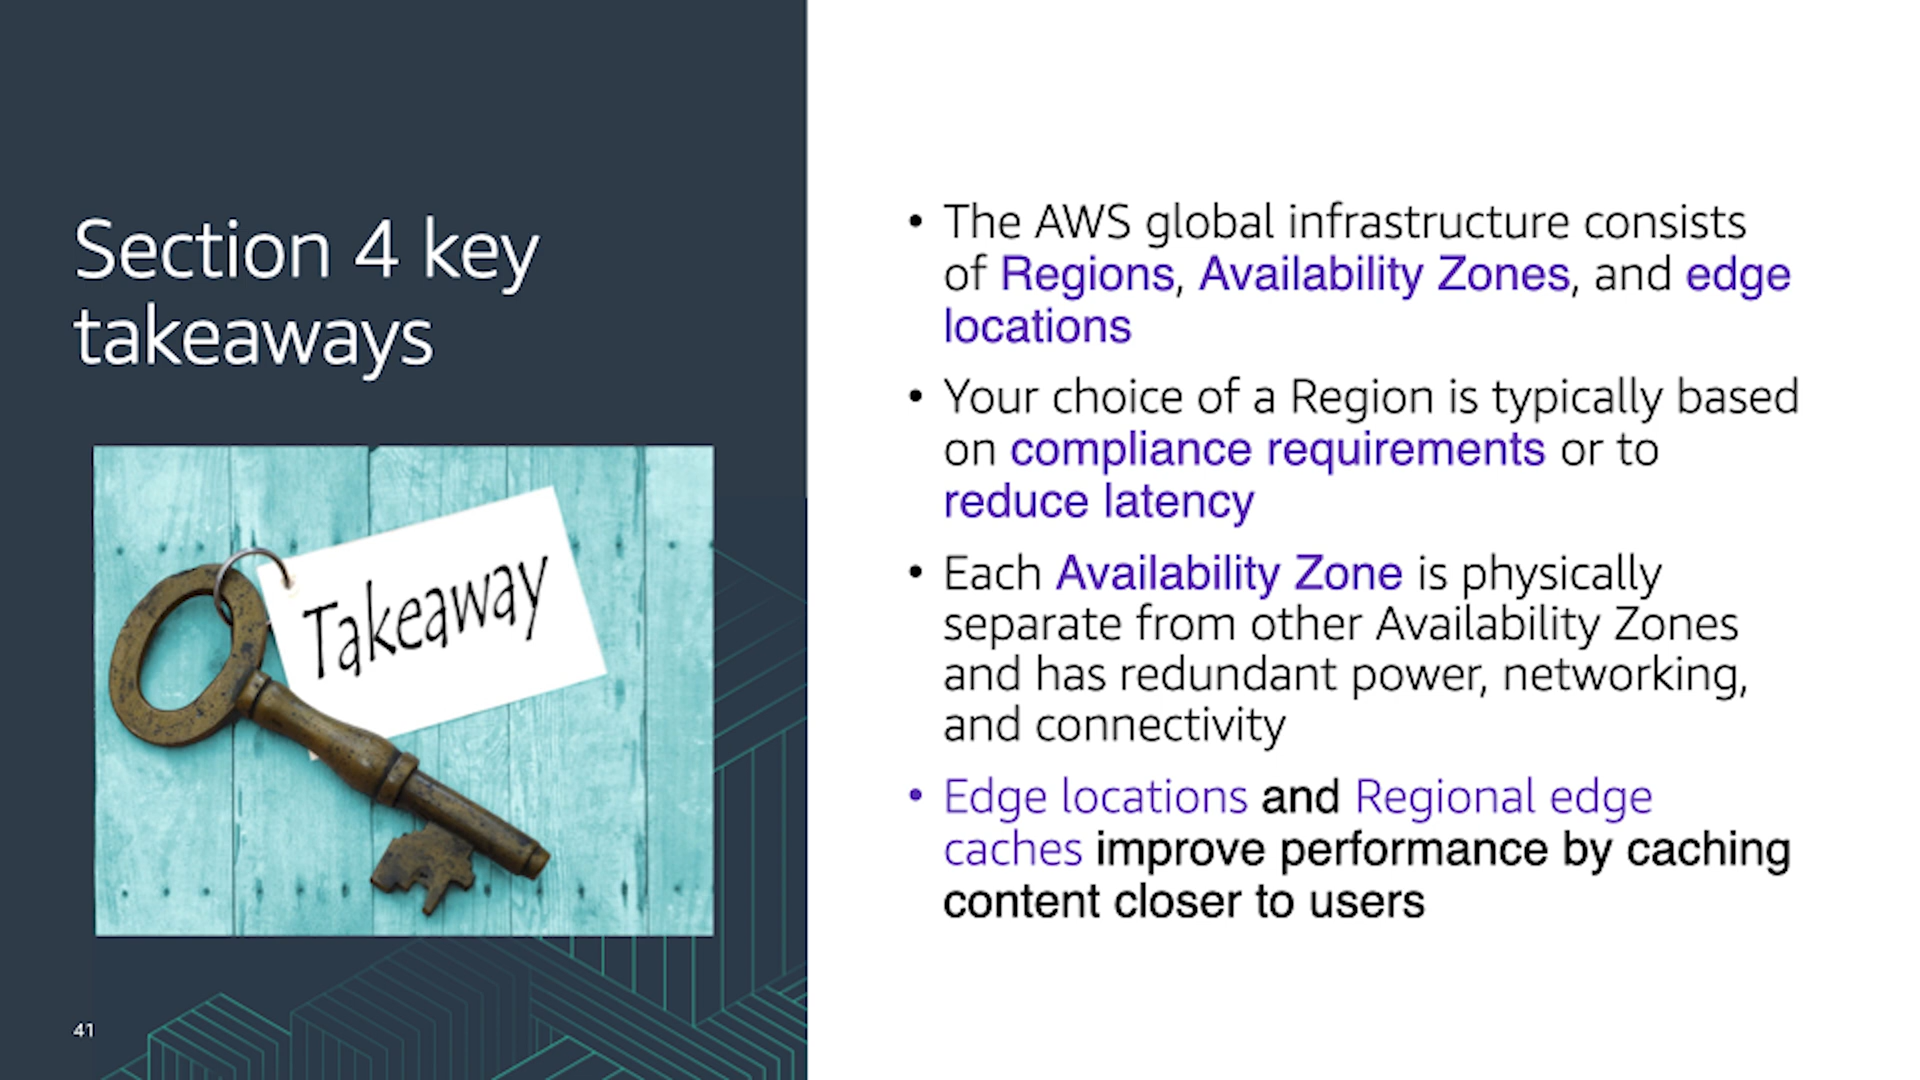 Section 4 key
takeaways
Takeaway
41
• The AWS global infrastructure consists
of Regions, Availability Zones, and edge
locations
• Your choice of a Region is typically based
on compliance requirements or to
reduce latency
• Each Availability Zone is physically
separate from other Availability Zones
and has redundant power, networking,
and connectivity
• Edge locations and Regional edge
caches improve performance by caching
content closer to users